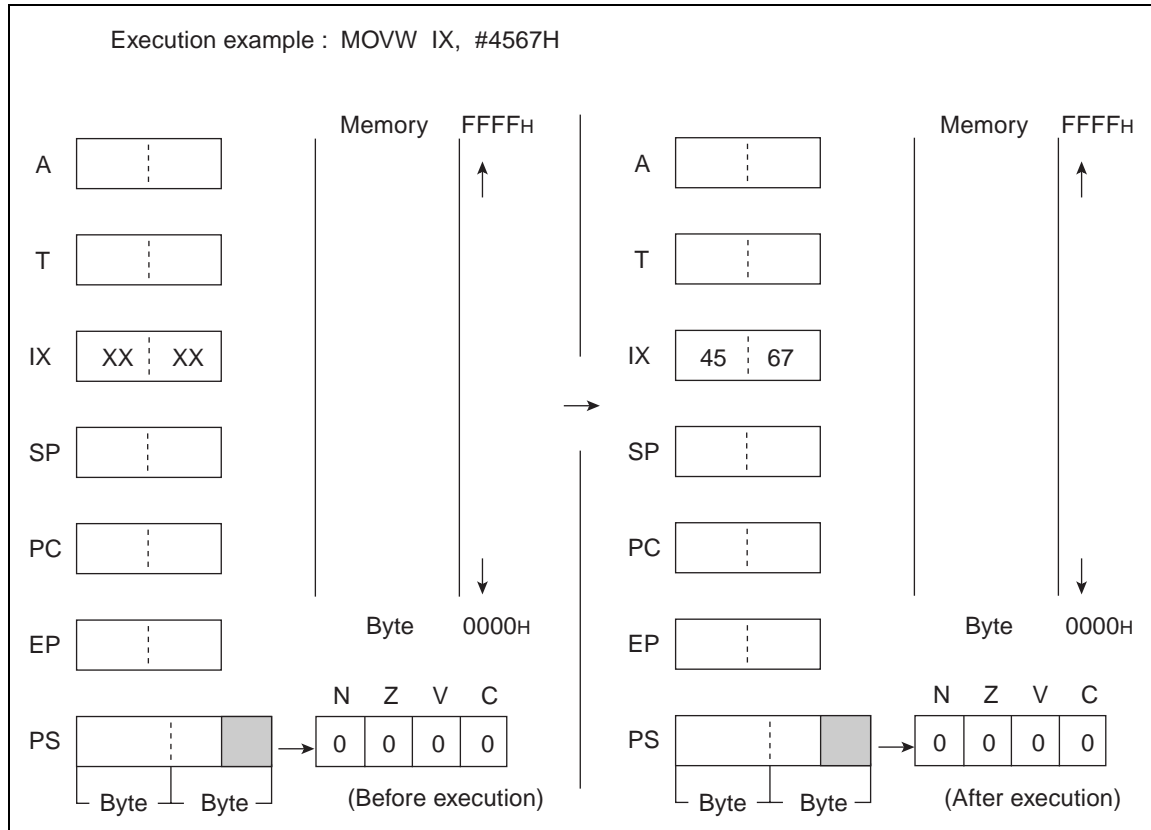 Execution example : MOVW IX, #4567H
Memory FFFFH
A
T
IX XX XX
SP
PC
EP
Byte 0000H
N Z V C
PS 0 0 0 0
Byte Byte
(Before execution)
Memory FFFFH
A
T
IX 45 67
SP
PC
EP
Byte 0000H
N Z V C
PS 0 0 0 0
Byte Byte
(After execution)